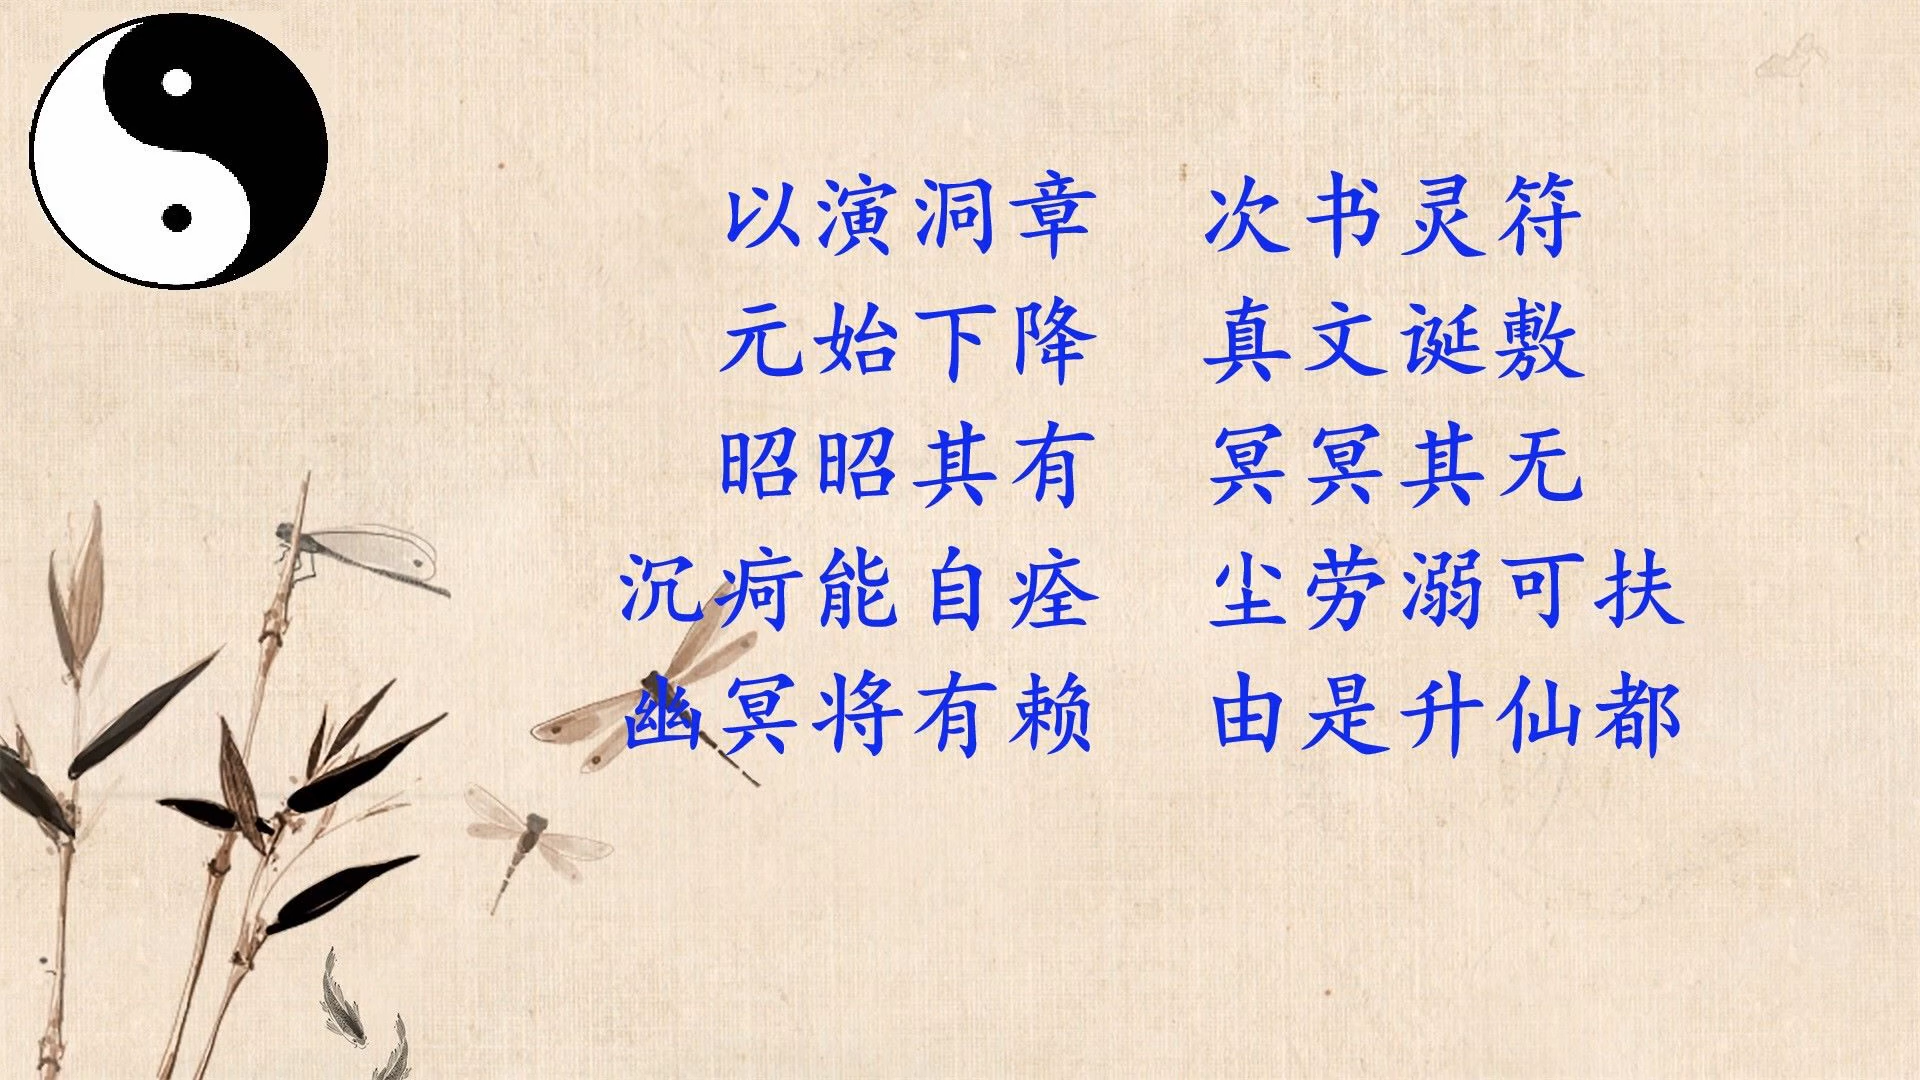 以演洞章 次书灵符
元始下降 真文诞敷
昭昭其有 冥冥其无
沉疴能自痊 尘劳溺可扶
幽冥将有赖 由是升仙都